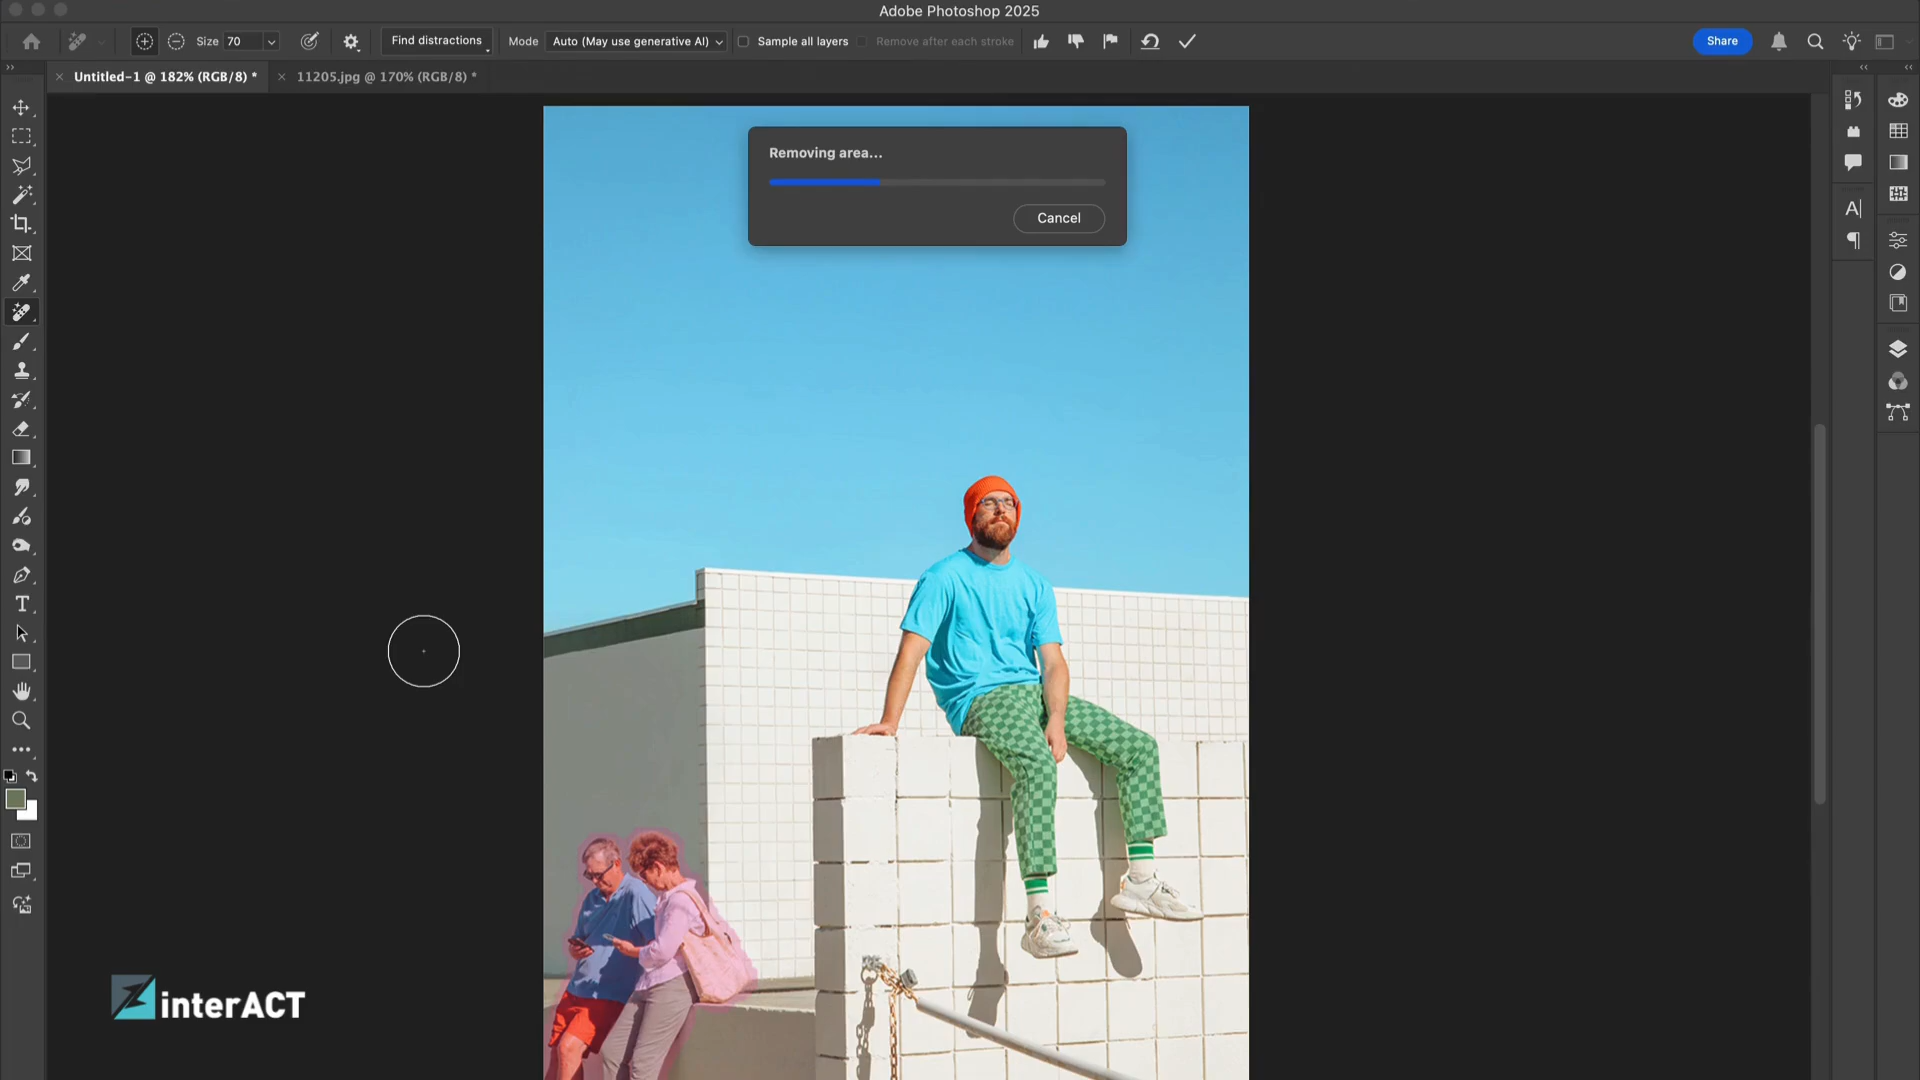 Adobe Photoshop 2025
Size 70 Find distractions Mode Auto (May use generative AI) Sample all layers Remove after each stroke Share
Untitled-1 @ 182% (RGB/8) * 11205.jpg @ 170% (RGB/8) *
Removing area...
Cancel
interACT